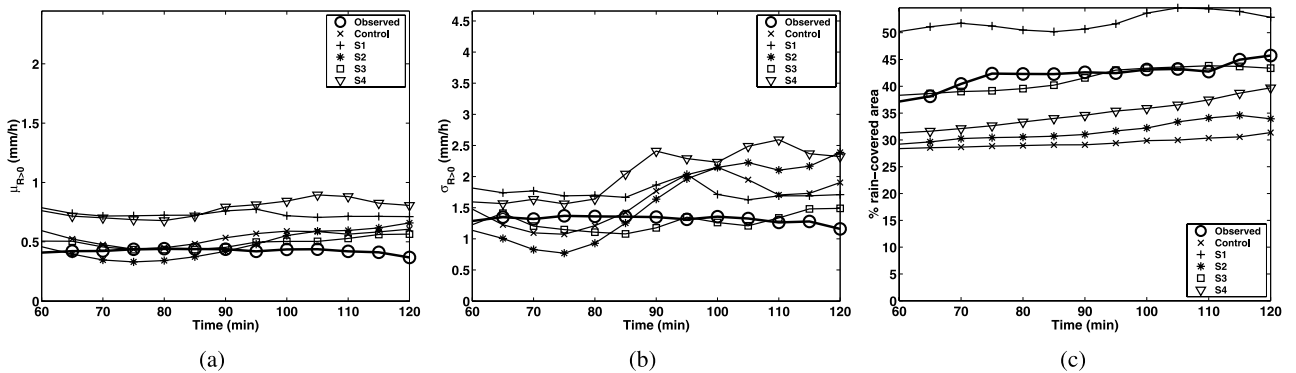 2
1.5
1
0.5
0
60 70 80 90 100 110 120
μR>0 (mm/h)
Time (min)
Observed
Control
S1
S2
S3
S4
(a)
4.5
4
3.5
3
2.5
2
1.5
1
0.5
0
60 70 80 90 100 110 120
σR>0 (mm/h)
Time (min)
Observed
Control
S1
S2
S3
S4
(b)
50
45
40
35
30
25
20
15
10
5
0
60 70 80 90 100 110 120
% rain−covered area
Time (min)
Observed
Control
S1
S2
S3
S4
(c)